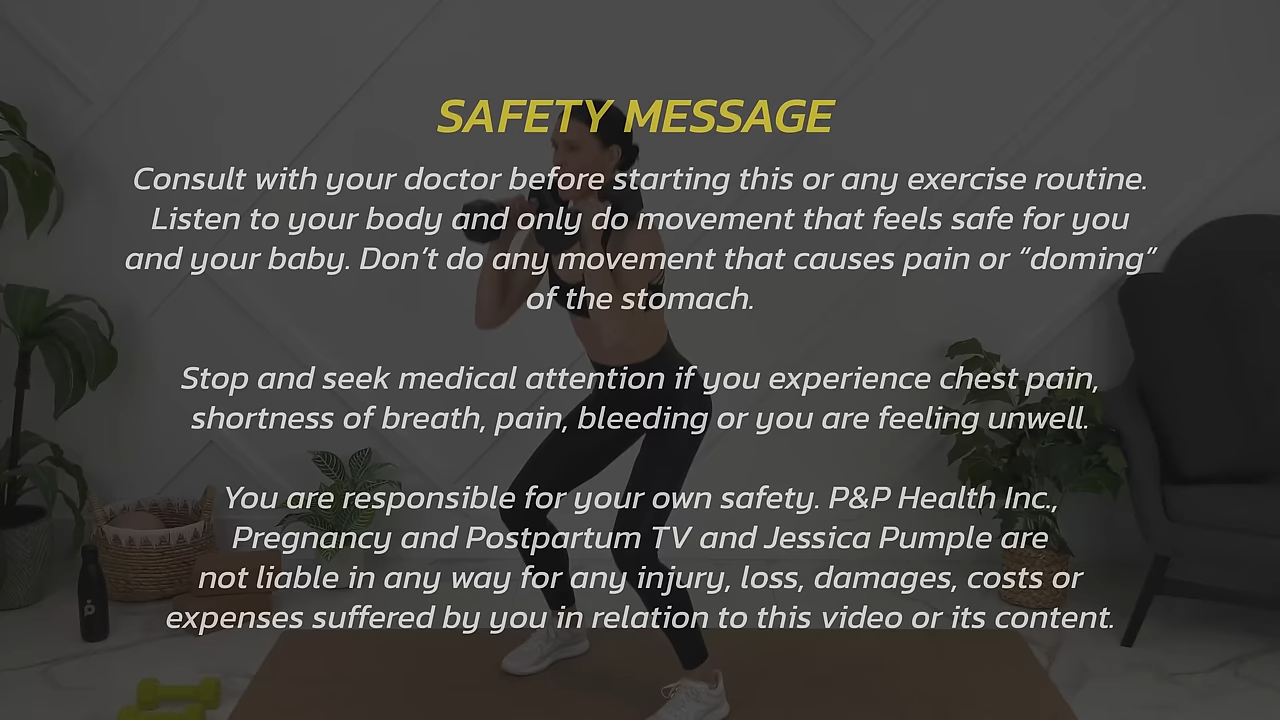 SAFETY MESSAGE
Consult with your doctor before starting this or any exercise routine.
Listen to your body and only do movement that feels safe for you
and your baby. Don’t do any movement that causes pain or “doming”
of the stomach.
Stop and seek medical attention if you experience chest pain,
shortness of breath, pain, bleeding or you are feeling unwell.
You are responsible for your own safety. P&P Health Inc.,
Pregnancy and Postpartum TV and Jessica Pumple are
not liable in any way for any injury, loss, damages, costs or
expenses suffered by you in relation to this video or its content.